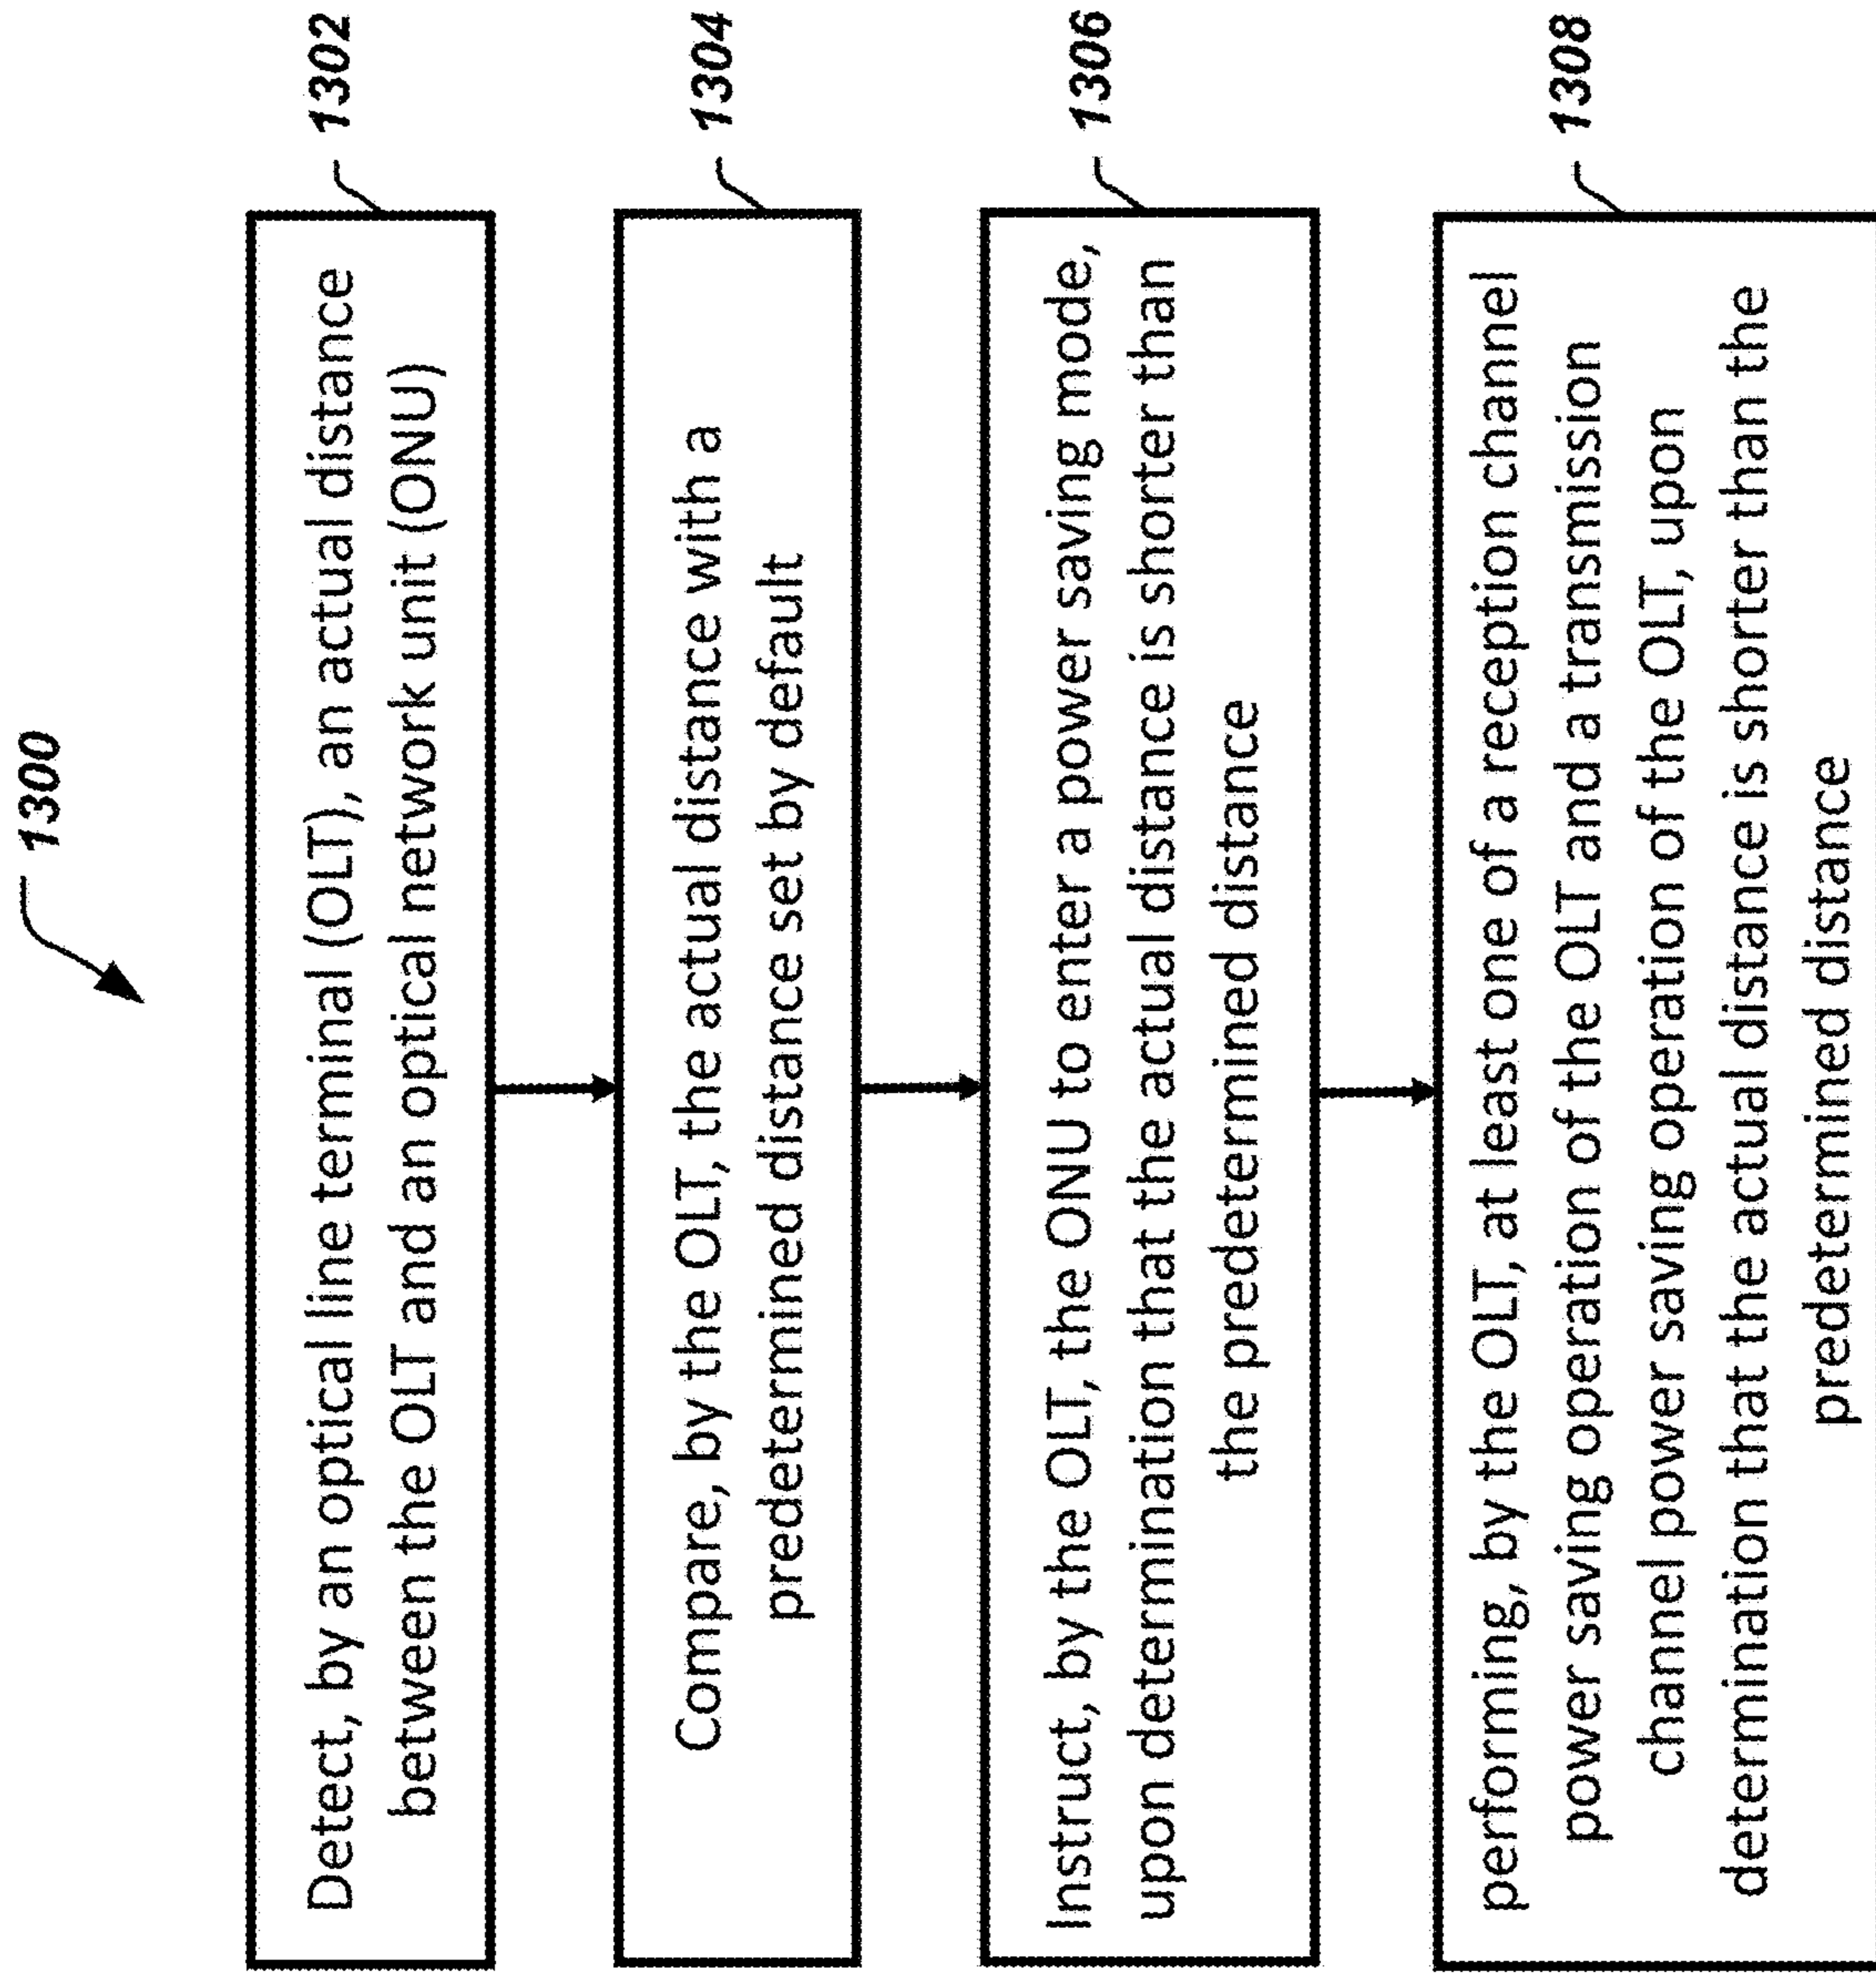 1300
Detect, by an optical line terminal (OLT), an actual distance
between the OLT and an optical network unit (ONU)
1302
Compare, by the OLT, the actual distance with a
predetermined distance set by default
1304
Instruct, by the OLT, the ONU to enter a power saving mode,
upon determination that the actual distance is shorter than
the predetermined distance
1306
performing, by the OLT, at least one of a reception channel
power saving operation of the OLT and a transmission
channel power saving operation of the OLT, upon
determination that the actual distance is shorter than the
predetermined distance
1308